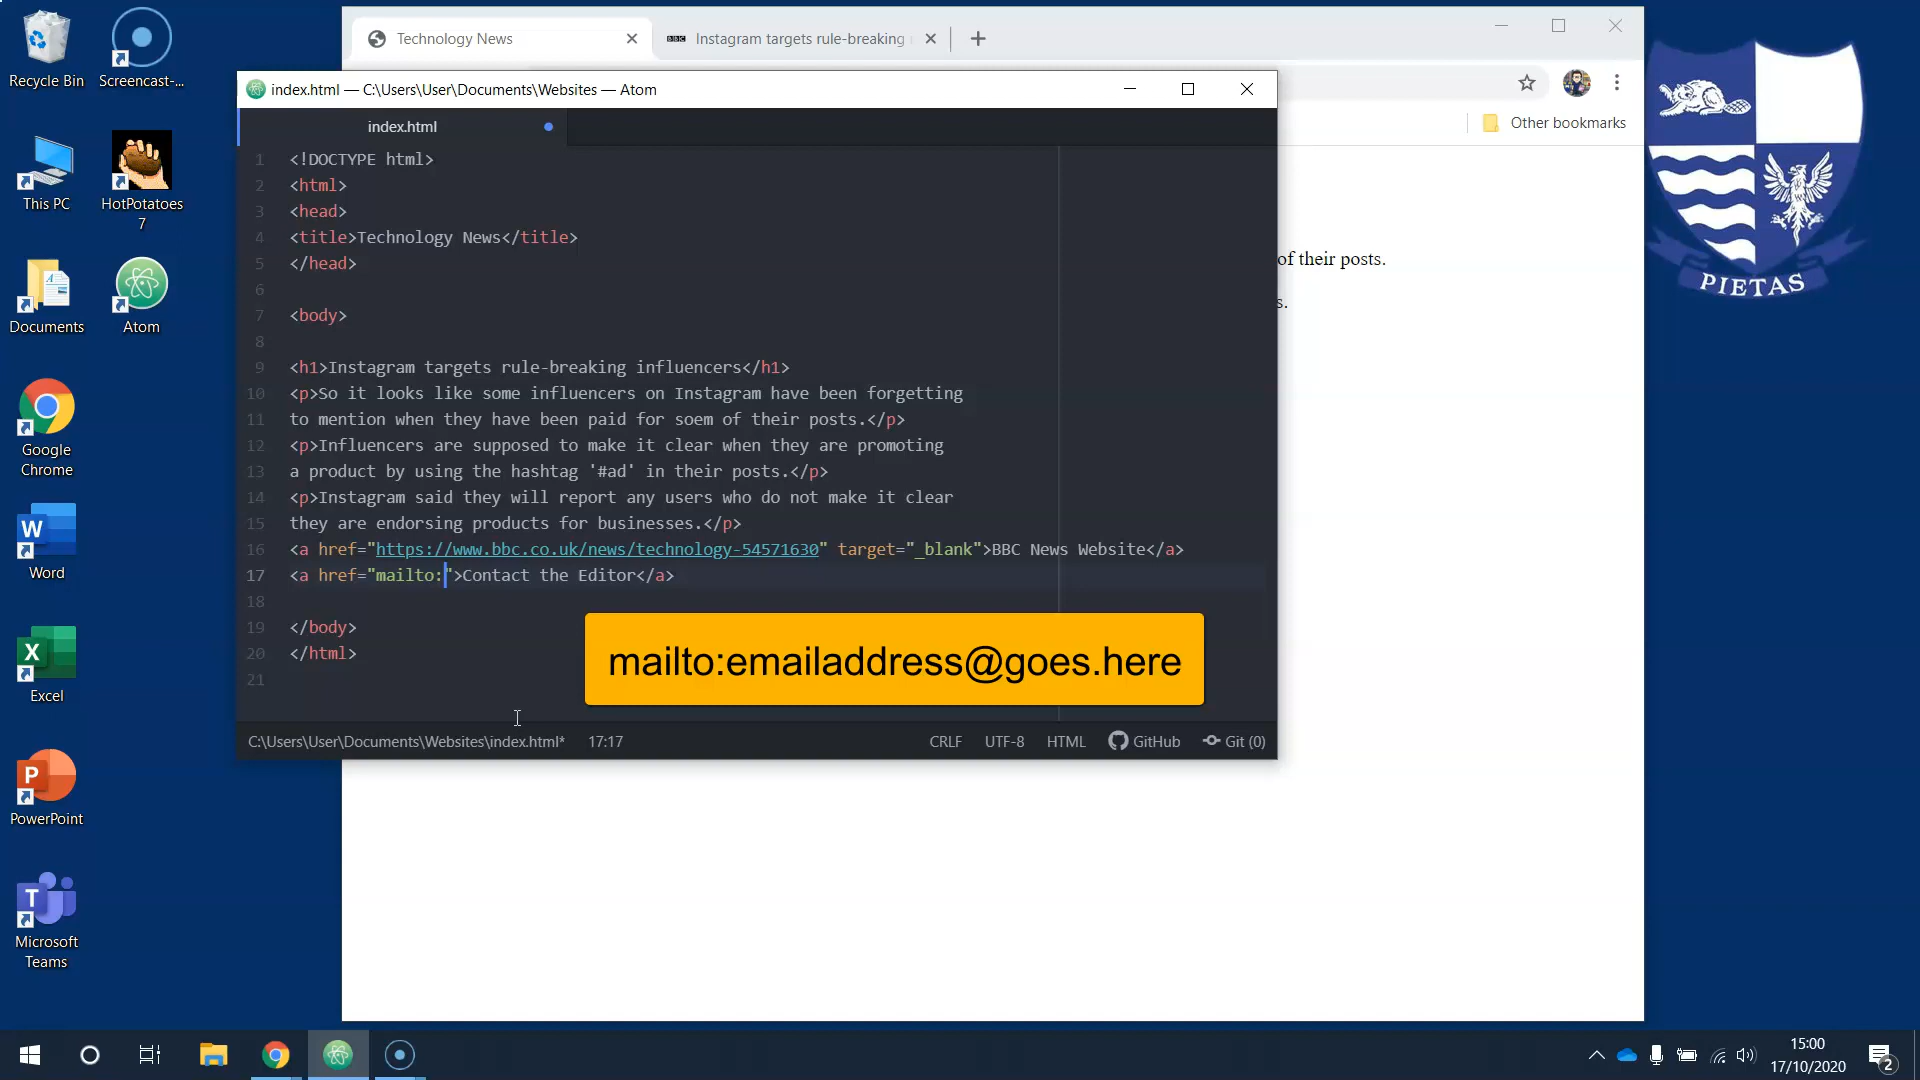 Recycle Bin
Screencast-...
This PC
HotPotatoes 7
Documents
Atom
Google Chrome
Word
Excel
PowerPoint
Microsoft Teams
Technology News
Instagram targets rule-breaking
Other bookmarks
PIETAS
of their posts.
s.
index.html — C:\Users\User\Documents\Websites — Atom
index.html
1 <!DOCTYPE html>
2 <html>
3 <head>
4 <title>Technology News</title>
5 </head>
6
7 <body>
8
9 <h1>Instagram targets rule-breaking influencers</h1>
10 <p>So it looks like some influencers on Instagram have been forgetting
11 to mention when they have been paid for soem of their posts.</p>
12 <p>Influencers are supposed to make it clear when they are promoting
13 a product by using the hashtag '#ad' in their posts.</p>
14 <p>Instagram said they will report any users who do not make it clear
15 they are endorsing products for businesses.</p>
16 <a href="https://www.bbc.co.uk/news/technology-54571630" target="_blank">BBC News Website</a>
17 <a href="mailto:">Contact the Editor</a>
18
19 </body>
20 </html>
21
mailto:emailaddress@goes.here
C:\Users\User\Documents\Websites\index.html* 17:17 CRLF UTF-8 HTML GitHub Git (0)
15:00
17/10/2020
2